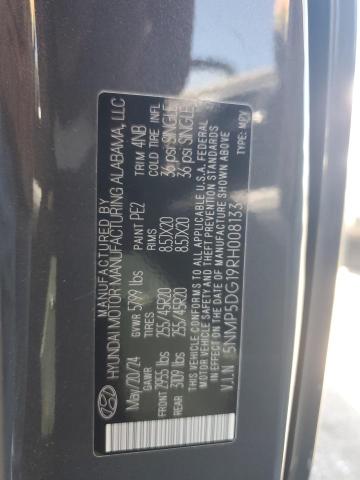 MANUFACTURED BY
HYUNDAI MOTOR MANUFACTURING ALABAMA, LLC
May/20/24 GVWR 5799 lbs PAINT PE2 TRIM 4NB
GAWR TIRES RIMS COLD TIRE INFL
FRONT 2955 lbs 255/45R20 8.5JX20 36 psi SINGLE
REAR 3109 lbs 255/45R20 8.5JX20 36 psi SINGLE
THIS VEHICLE CONFORMS TO ALL APPLICABLE U.S.A. FEDERAL
MOTOR VEHICLE SAFETY AND THEFT PREVENTION STANDARDS
IN EFFECT ON THE DATE OF MANUFACTURE SHOWN ABOVE.
V.I.N 5NMP5DG19RH008133 TYPE: MPV